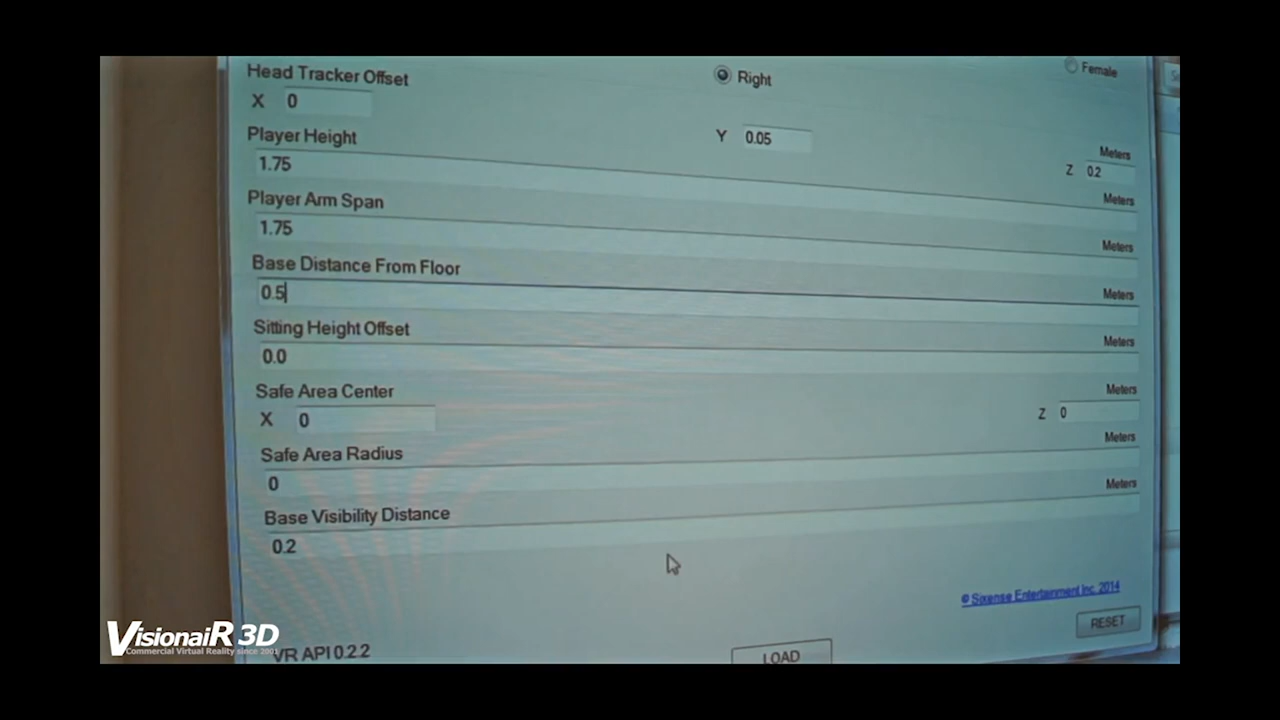 Head Tracker Offset
Right
Female
X 0
Y 0.05
Meters
Z 0.2
Player Height
1.75
Meters
Player Arm Span
1.75
Meters
Base Distance From Floor
0.5
Meters
Sitting Height Offset
0.0
Meters
Safe Area Center
Meters
X 0
Z 0
Safe Area Radius
Meters
0
Meters
Base Visibility Distance
0.2
© Sixense Entertainment Inc. 2014
RESET
VR API 0.2.2
LOAD
VisionaiR 3D
Commercial Virtual Reality since 2001